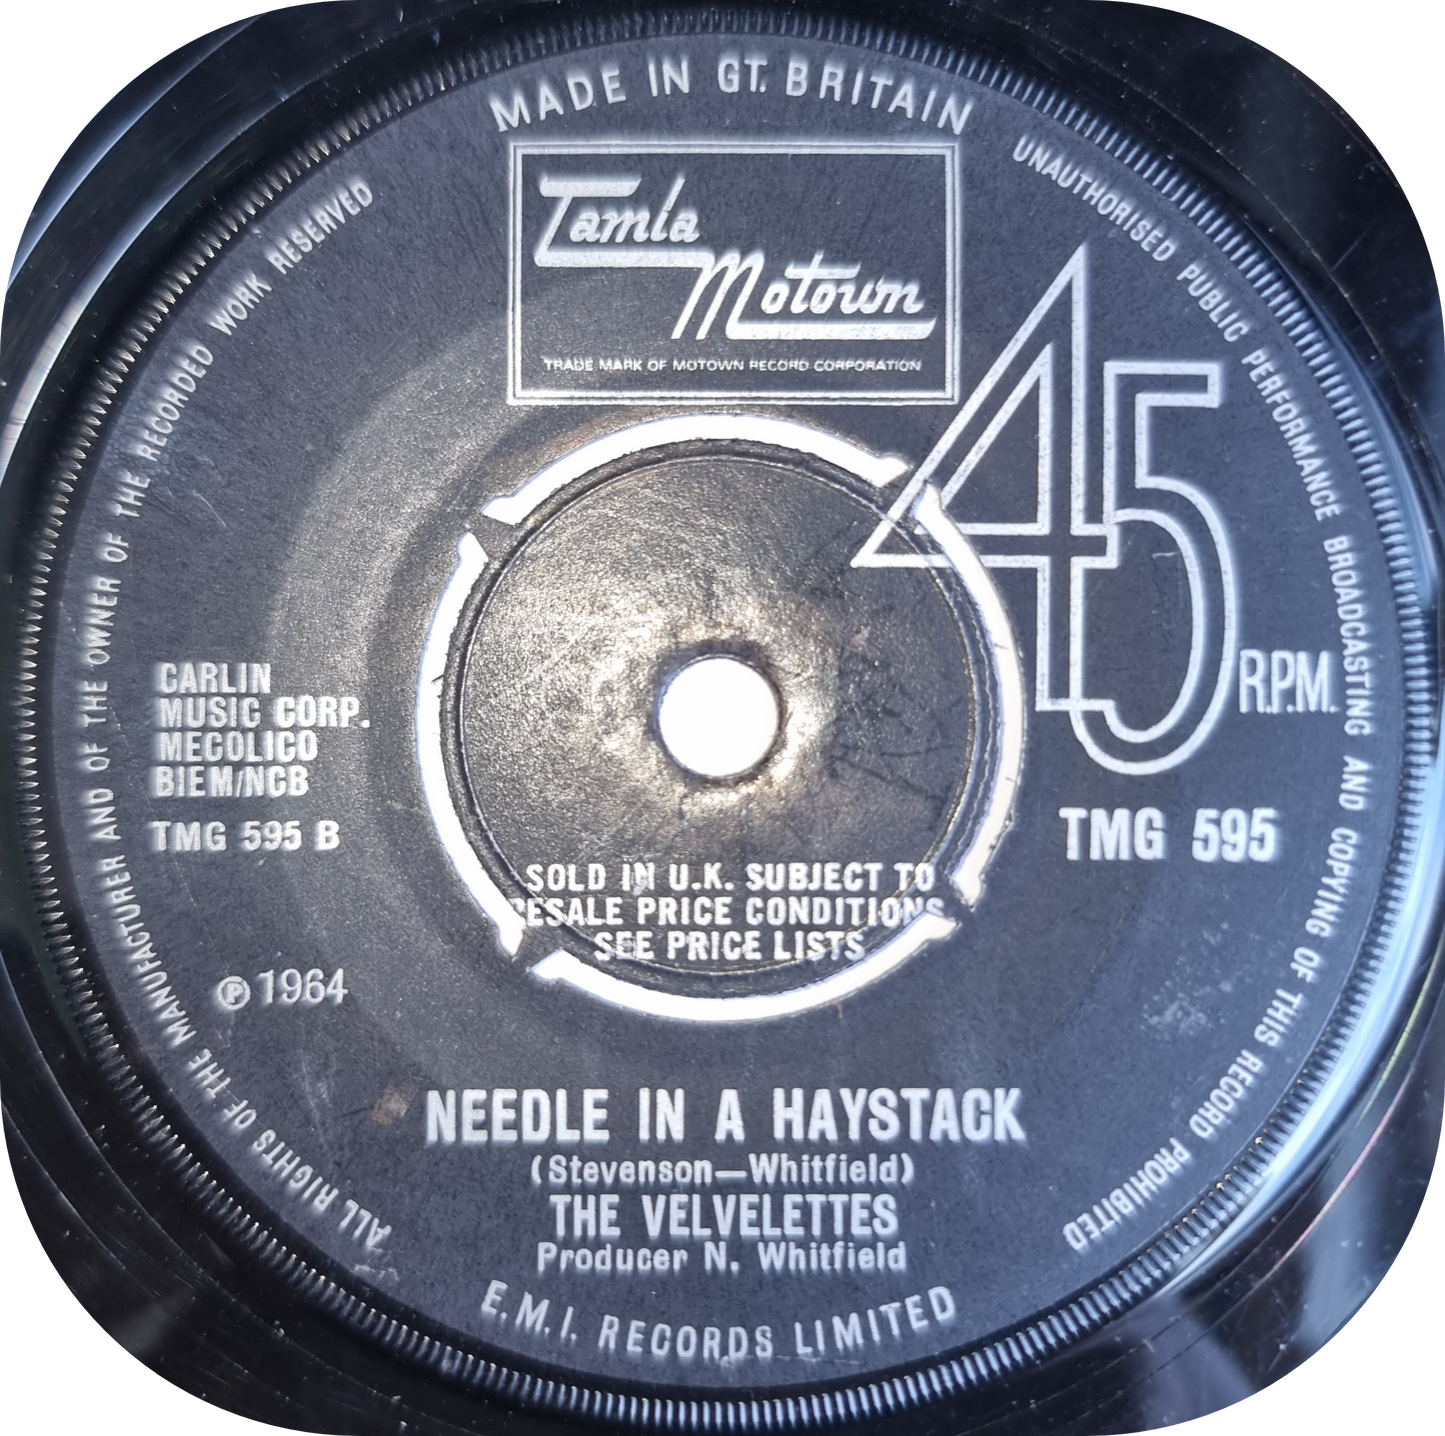 MADE IN GT. BRITAIN
Tamla
Motown
TRADE MARK OF MOTOWN RECORD CORPORATION
45
R.P.M.
CARLIN
MUSIC CORP.
MECOLICO
BIEM/NCB
TMG 595 B
TMG 595
SOLD IN U.K. SUBJECT TO
RESALE PRICE CONDITIONS
SEE PRICE LISTS
℗ 1964
NEEDLE IN A HAYSTACK
(Stevenson—Whitfield)
THE VELVELETTES
Producer N. Whitfield
E.M.I. RECORDS LIMITED
ALL RIGHTS OF THE MANUFACTURER AND OF THE OWNER OF THE RECORDED WORK RESERVED
UNAUTHORISED PUBLIC PERFORMANCE BROADCASTING AND COPYING OF THIS RECORD PROHIBITED